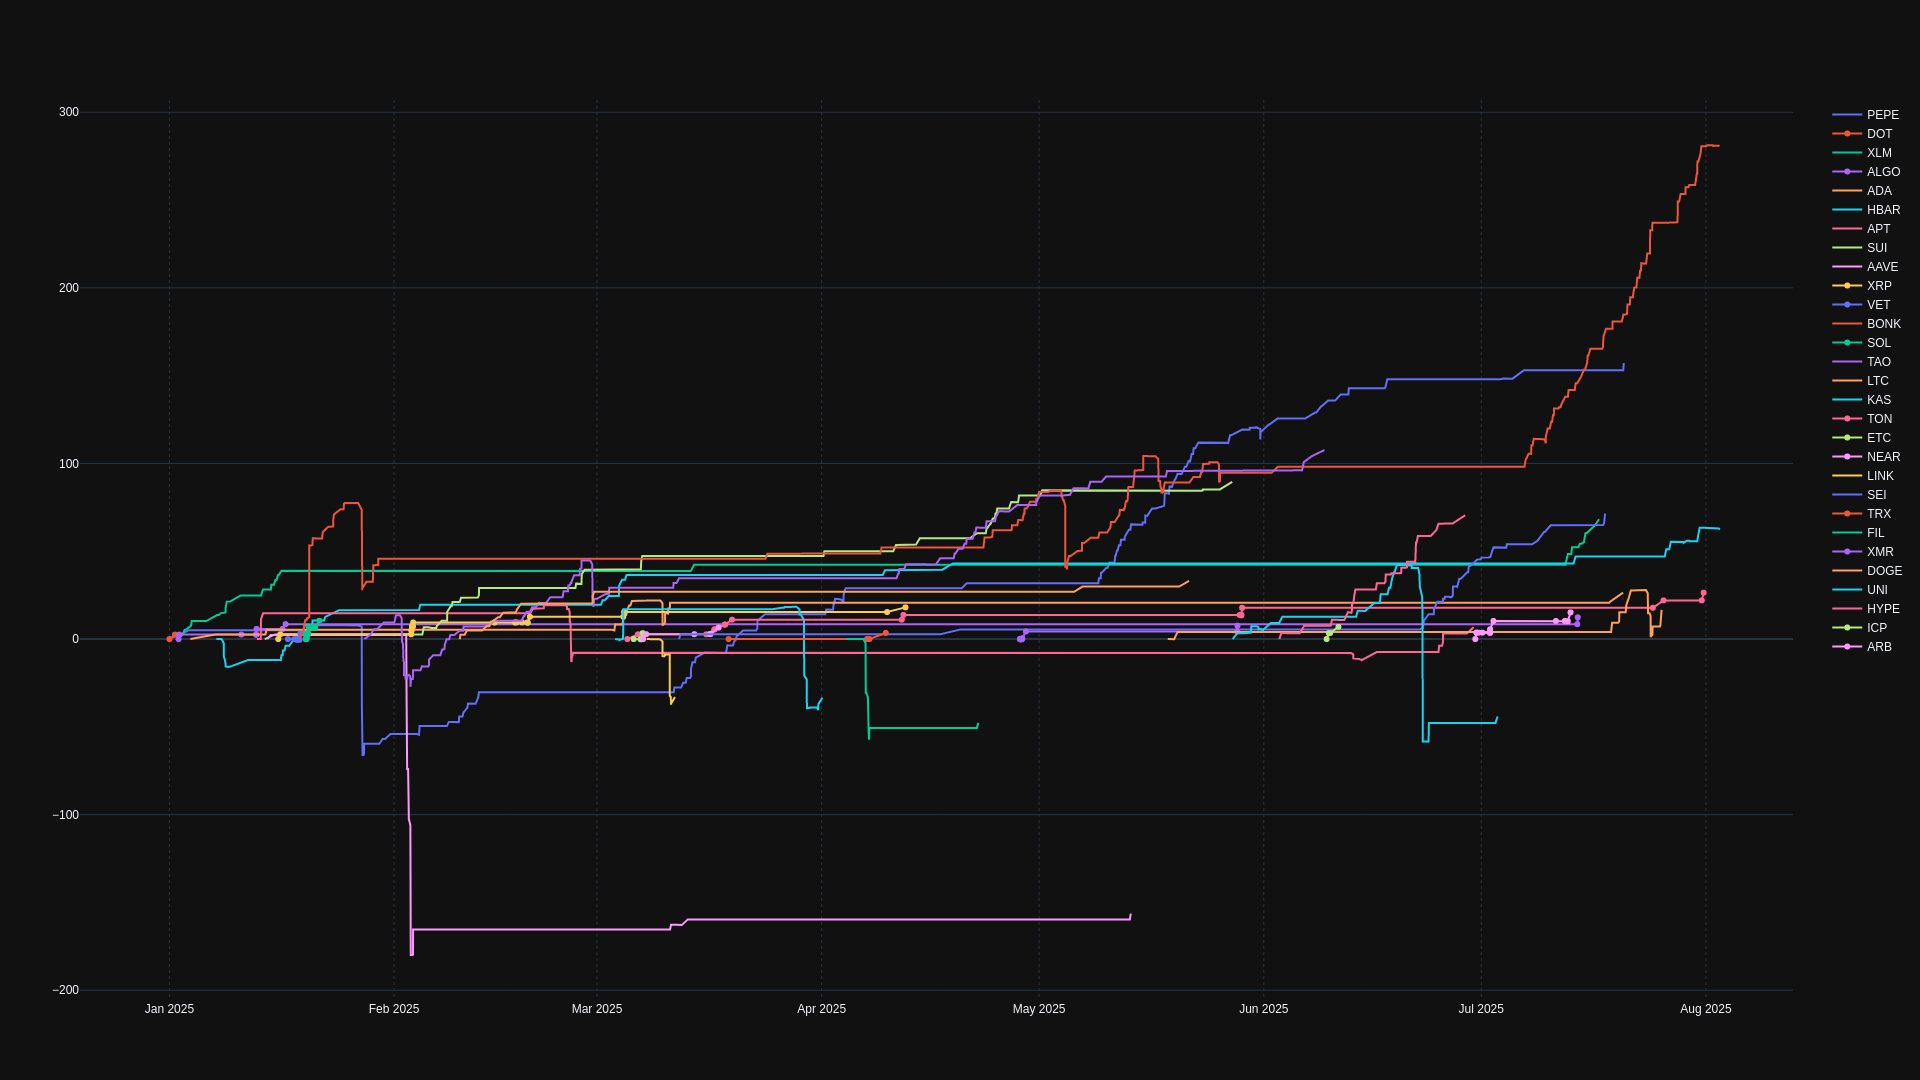 300
200
100
0
−100
−200
Jan 2025
Feb 2025
Mar 2025
Apr 2025
May 2025
Jun 2025
Jul 2025
Aug 2025
PEPE
DOT
XLM
ALGO
ADA
HBAR
APT
SUI
AAVE
XRP
VET
BONK
SOL
TAO
LTC
KAS
TON
ETC
NEAR
LINK
SEI
TRX
FIL
XMR
DOGE
UNI
HYPE
ICP
ARB